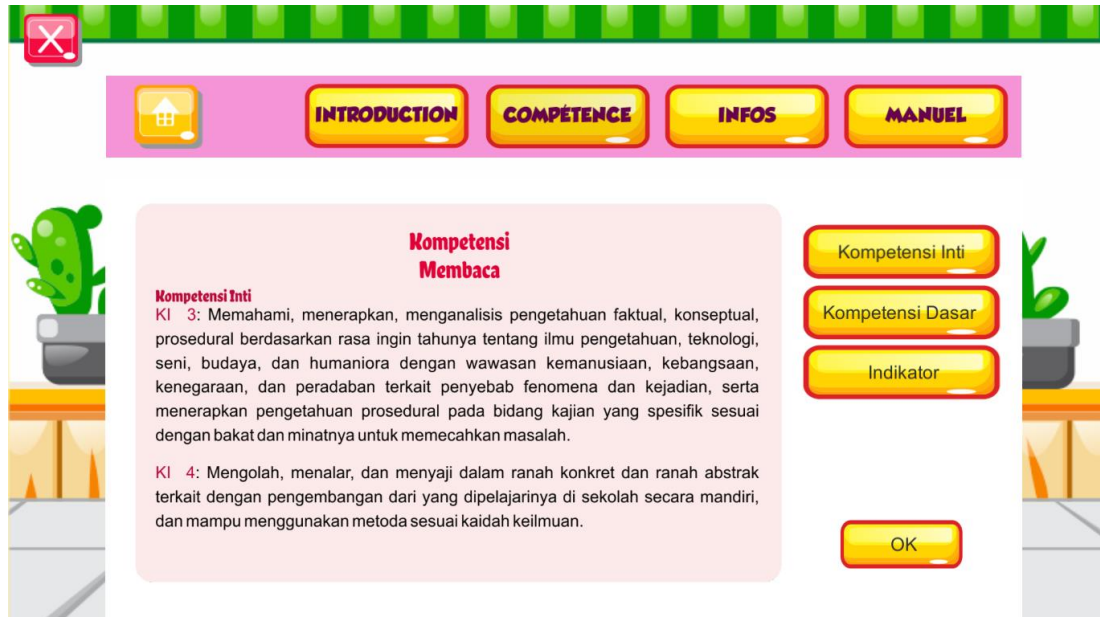 INTRODUCTION
COMPÉTENCE
INFOS
MANUEL
Kompetensi
Membaca
Kompetensi Inti
KI 3: Memahami, menerapkan, menganalisis pengetahuan faktual, konseptual,
prosedural berdasarkan rasa ingin tahunya tentang ilmu pengetahuan, teknologi,
seni, budaya, dan humaniora dengan wawasan kemanusiaan, kebangsaan,
kenegaraan, dan peradaban terkait penyebab fenomena dan kejadian, serta
menerapkan pengetahuan prosedural pada bidang kajian yang spesifik sesuai
dengan bakat dan minatnya untuk memecahkan masalah.
KI 4: Mengolah, menalar, dan menyaji dalam ranah konkret dan ranah abstrak
terkait dengan pengembangan dari yang dipelajarinya di sekolah secara mandiri,
dan mampu menggunakan metoda sesuai kaidah keilmuan.
Kompetensi Inti
Kompetensi Dasar
Indikator
OK